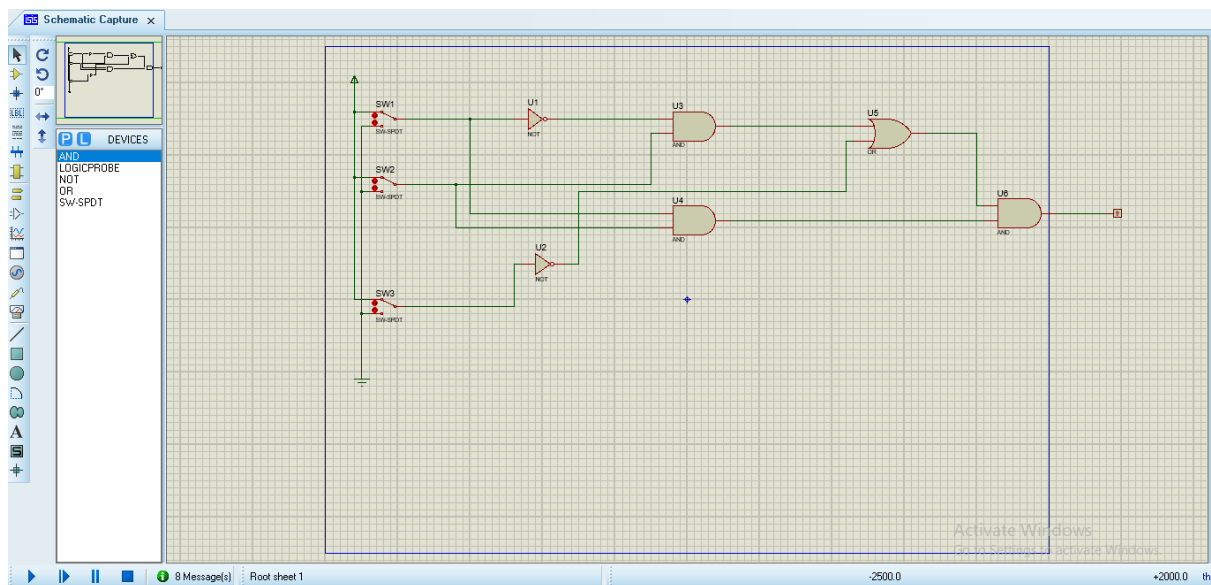 Schematic Capture x
0°
LBL
P L DEVICES
AND
LOGICPROBE
NOT
OR
SW-SPDT
A
S
SW1
SW-SPDT
U1
NOT
U3
AND
U5
OR
SW2
SW-SPDT
U4
AND
U6
AND
?
U2
NOT
SW3
SW-SPDT
Activate Windows
Go to Settings to activate Windows.
8 Message(s) Root sheet 1 -2500.0 +2000.0 th